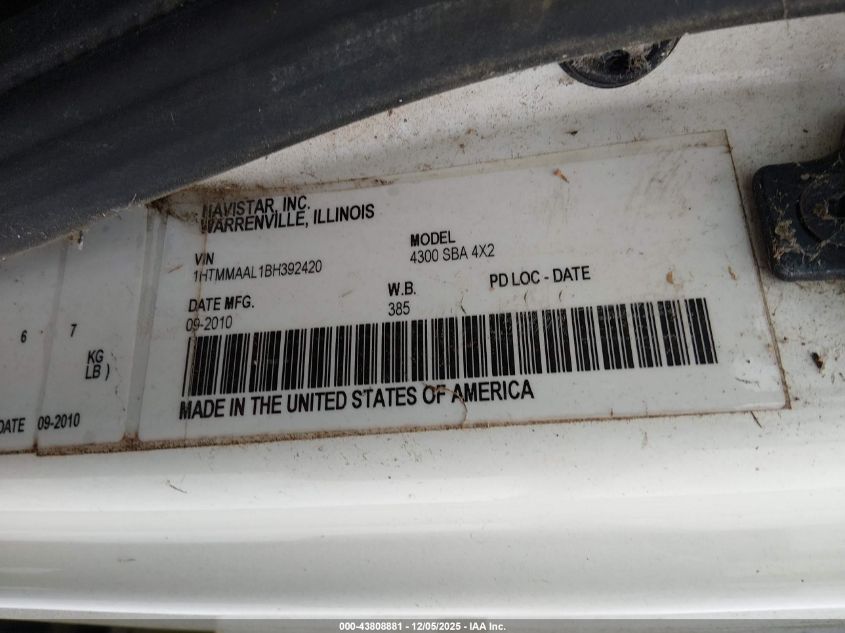 NAVISTAR, INC.
WARRENVILLE, ILLINOIS
VIN
1HTMMAAL1BH392420
MODEL
4300 SBA 4X2
DATE MFG.
09-2010
W.B.
385
PD LOC - DATE
MADE IN THE UNITED STATES OF AMERICA
6 7
KG
LB )
DATE 09-2010
000-43808881 - 12/05/2025 - IAA Inc.